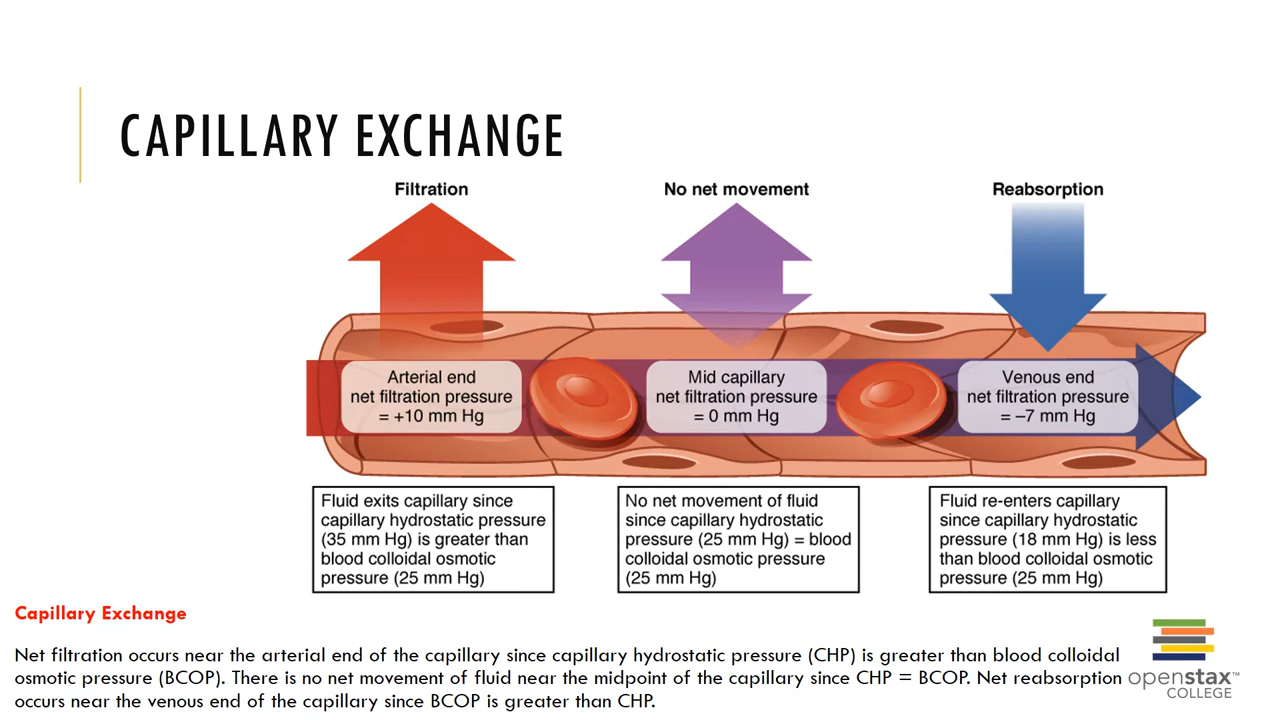 CAPILLARY EXCHANGE
Filtration
No net movement
Reabsorption
Arterial end
net filtration pressure
= +10 mm Hg
Mid capillary
net filtration pressure
= 0 mm Hg
Venous end
net filtration pressure
= –7 mm Hg
Fluid exits capillary since
capillary hydrostatic pressure
(35 mm Hg) is greater than
blood colloidal osmotic
pressure (25 mm Hg)
No net movement of fluid
since capillary hydrostatic
pressure (25 mm Hg) = blood
colloidal osmotic pressure
(25 mm Hg)
Fluid re-enters capillary
since capillary hydrostatic
pressure (18 mm Hg) is less
than blood colloidal osmotic
pressure (25 mm Hg)
Capillary Exchange
Net filtration occurs near the arterial end of the capillary since capillary hydrostatic pressure (CHP) is greater than blood colloidal
osmotic pressure (BCOP). There is no net movement of fluid near the midpoint of the capillary since CHP = BCOP. Net reabsorption
occurs near the venous end of the capillary since BCOP is greater than CHP.
openstax™
COLLEGE